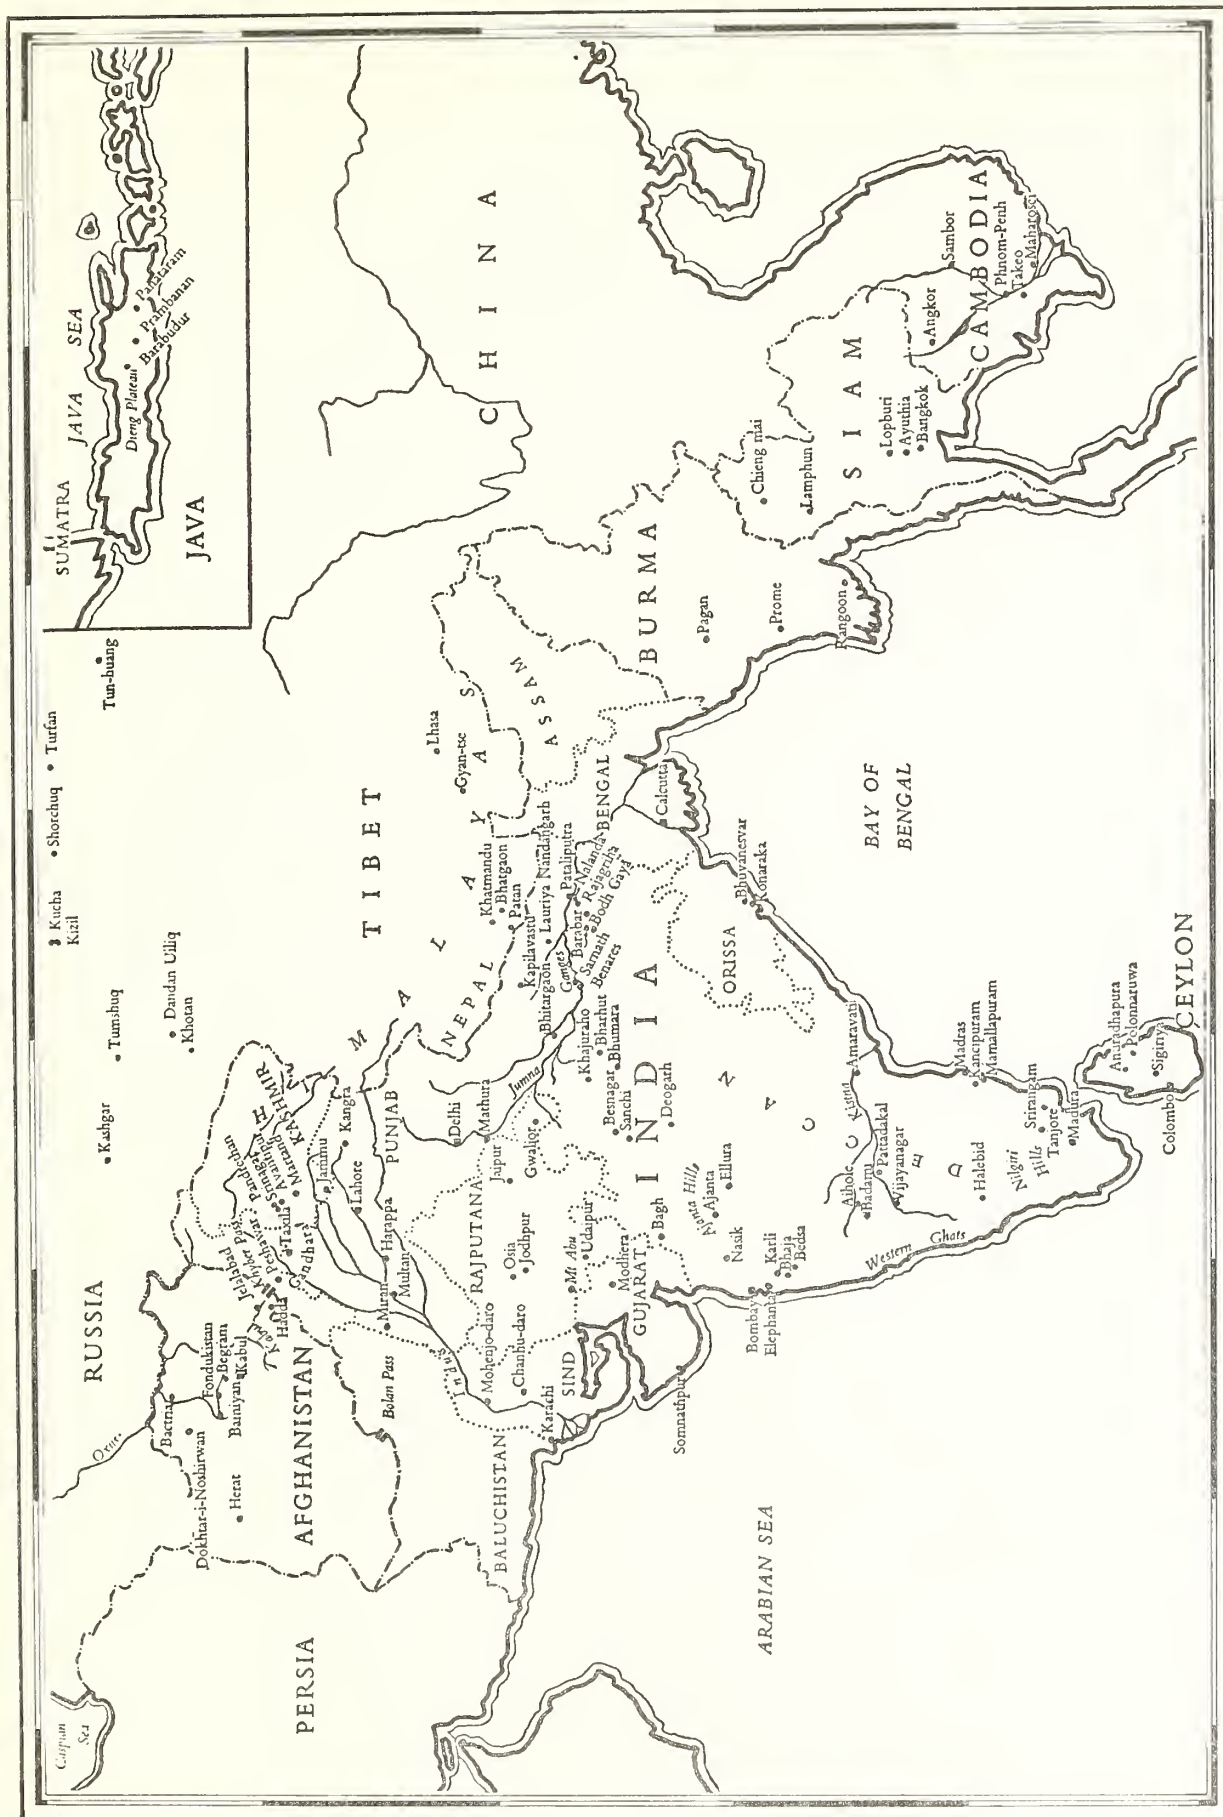 Caspian
Sea
RUSSIA
PERSIA
AFGHANISTAN
BALUCHISTAN
Bactria
Dokhtar-i-Noshirwan
Herat
Fondukistan
Begram
Bamiyan
Kabul
Jelalabad
Khyber Pass
Hadda
Peshawar
Taxila
Gandhara
Pandrethan
Srinagar
Avantipur
Martand
KASHMIR
Jammu
Kangra
Lahore
PUNJAB
Harappa
Multan
Miran
Bolan Pass
Indus
Mohenjo-daro
Chanhu-daro
Karachi
SIND
RAJPUTANA
Osia
Jodhpur
Mt Abu
Udaipur
Modhera
GUJARAT
Somnathpur
Delhi
Mathura
Jaipur
Gwalior
Jumna
Kashgar
Tumshuq
Dandan Uiliq
Khotan
Kucha
Kizil
Shorchuq
Turfan
Tun-huang
TIBET
HIMALAYAS
Lhasa
Gyan-tse
NEPAL
Khatmandu
Bhatgaon
Patan
Kapilavastu
Lauriya Nandangarh
Bhitargaon
Ganges
Pataliputra
Nalanda
Rajagriha
Bodh Gaya
Barabar
Sarnath
Benares
Khajuraho
Bharhut
Bhumara
Besnagar
Sanchi
Deogarh
INDIA
ASSAM
BENGAL
Calcutta
ORISSA
Bhuvanesvar
Konaraka
Bagh
Ajanta Hills
Ajanta
Ellura
Nasik
Karli
Bhaja
Bedsa
Bombay
Elephanta
DECCAN
Kistna
Amaravati
Aihole
Badami
Pattadakal
Vijayanagar
Western Ghats
Halebid
Nilgiri
Hills
Madras
Kancipuram
Mamallapuram
Srirangam
Tanjore
Madura
Anuradhapura
Polonnaruwa
Sigiriya
Colombo
CEYLON
ARABIAN SEA
BAY OF
BENGAL
CHINA
BURMA
Pagan
Prome
Rangoon
SIAM
Chieng mai
Lamphun
Lopburi
Ayuthia
Bangkok
CAMBODIA
Angkor
Sambor
Phnom-Penh
Takeo
Maharosei
SUMATRA
JAVA SEA
JAVA
Dieng Plateau
Barabudur
Prambanan
Panataram